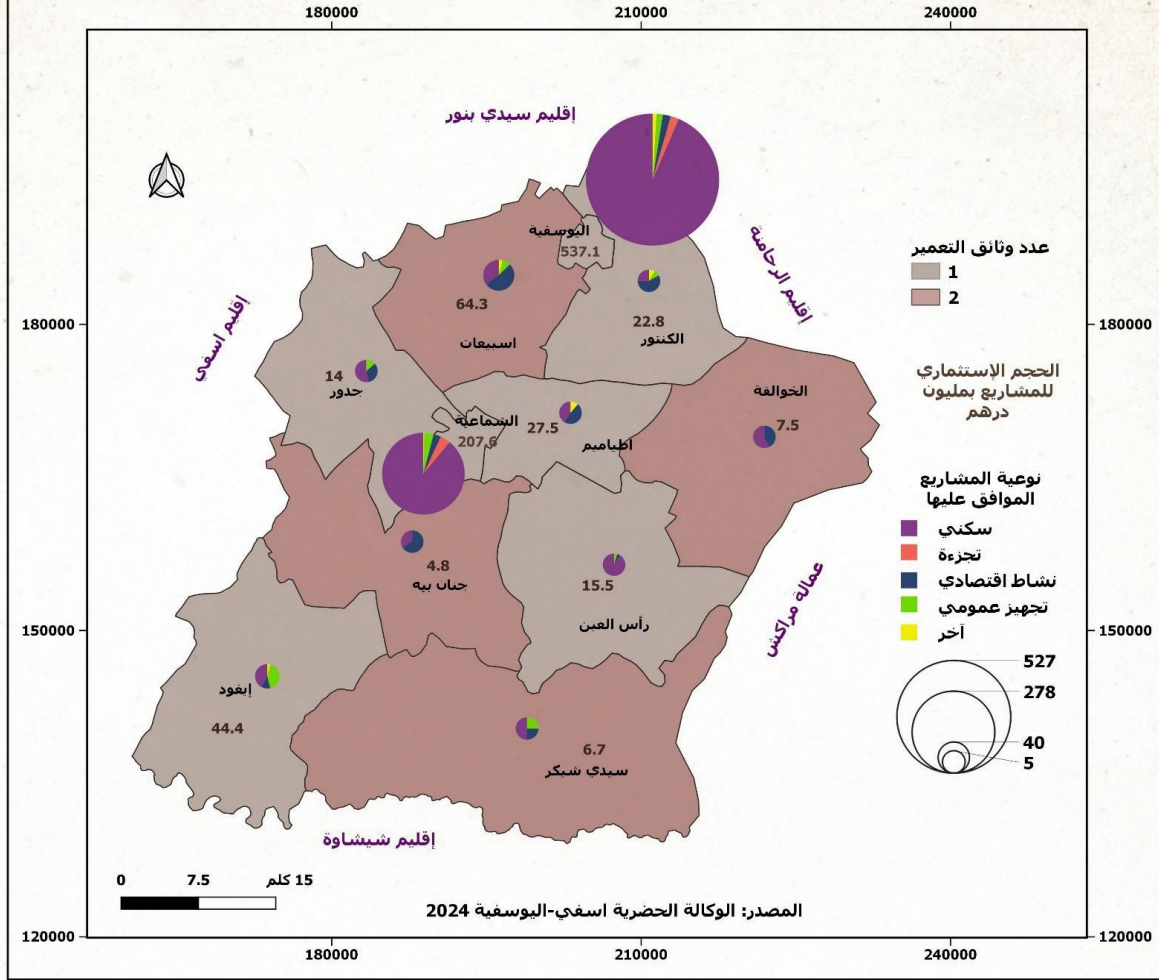 180000
210000
240000
إقليم سيدي بنور
إقليم الرحامنة
إقليم اسفي
عمالة مراكش
إقليم شيشاوة
اليوسفية
537.1
64.3
اسبيعات
22.8
الكنتور
14
جدور
الشماعية
207.6
27.5
اطياميم
الخوالقة
7.5
4.8
جنان بيه
15.5
رأس العين
إيغود
44.4
6.7
سيدي شيكر
عدد وثائق التعمير
1
2
الحجم الإستثماري
للمشاريع بمليون
درهم
نوعية المشاريع
الموافق عليها
سكني
تجزءة
نشاط اقتصادي
تجهيز عمومي
آخر
527
278
40
5
180000
180000
150000
150000
0
7.5
15 كلم
المصدر: الوكالة الحضرية اسفي-اليوسفية 2024
120000
120000
180000
210000
240000